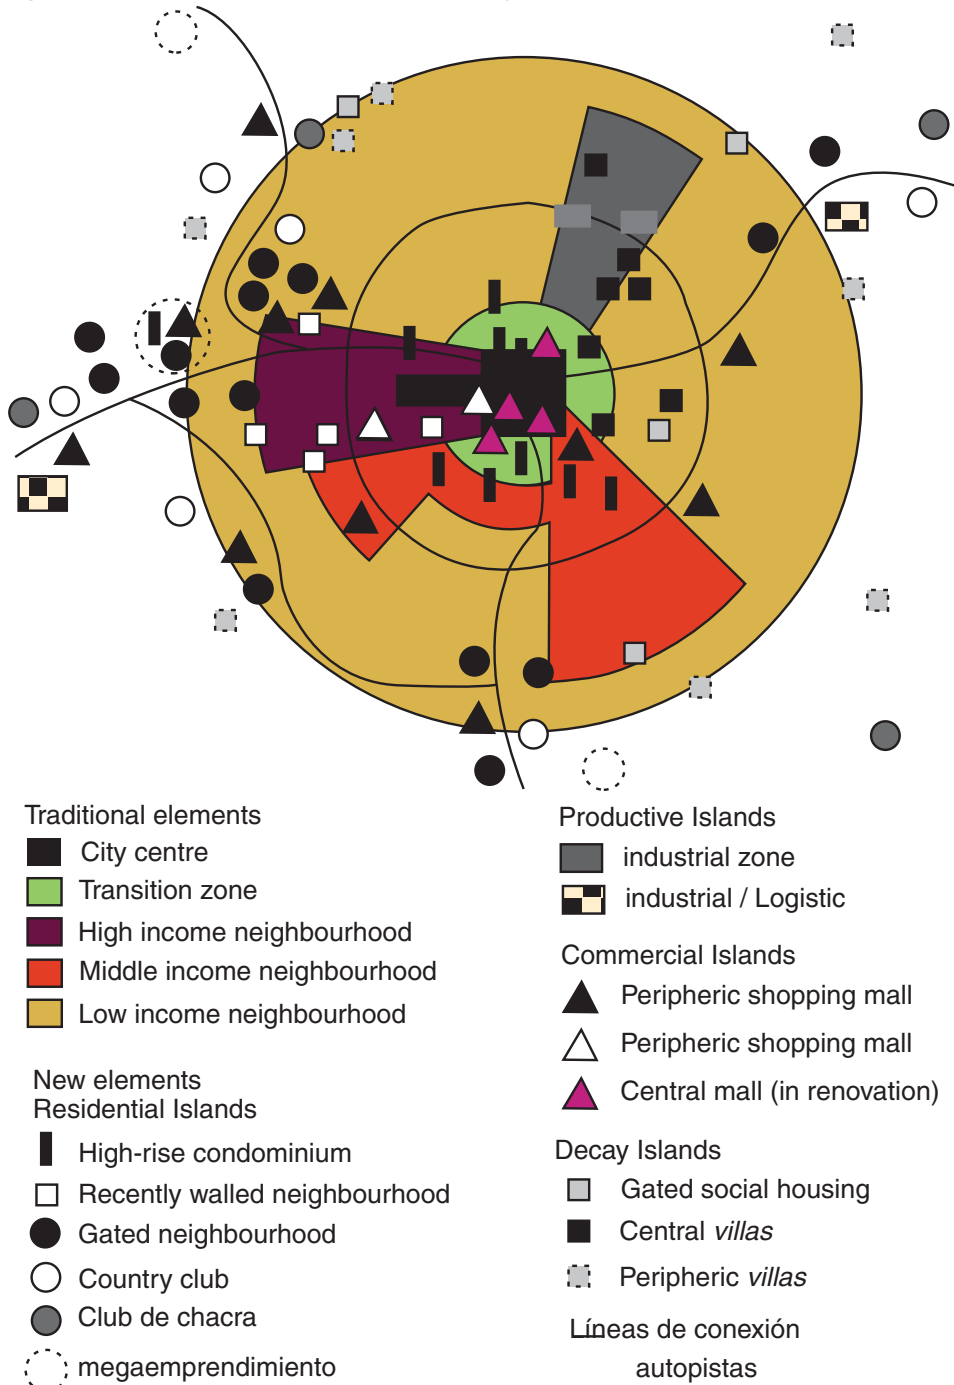 Traditional elements
City centre
Transition zone
High income neighbourhood
Middle income neighbourhood
Low income neighbourhood
New elements
Residential Islands
High-rise condominium
Recently walled neighbourhood
Gated neighbourhood
Country club
Club de chacra
megaemprendimiento
Productive Islands
industrial zone
industrial / Logistic
Commercial Islands
Peripheric shopping mall
Peripheric shopping mall
Central mall (in renovation)
Decay Islands
Gated social housing
Central villas
Peripheric villas
Líneas de conexión
autopistas